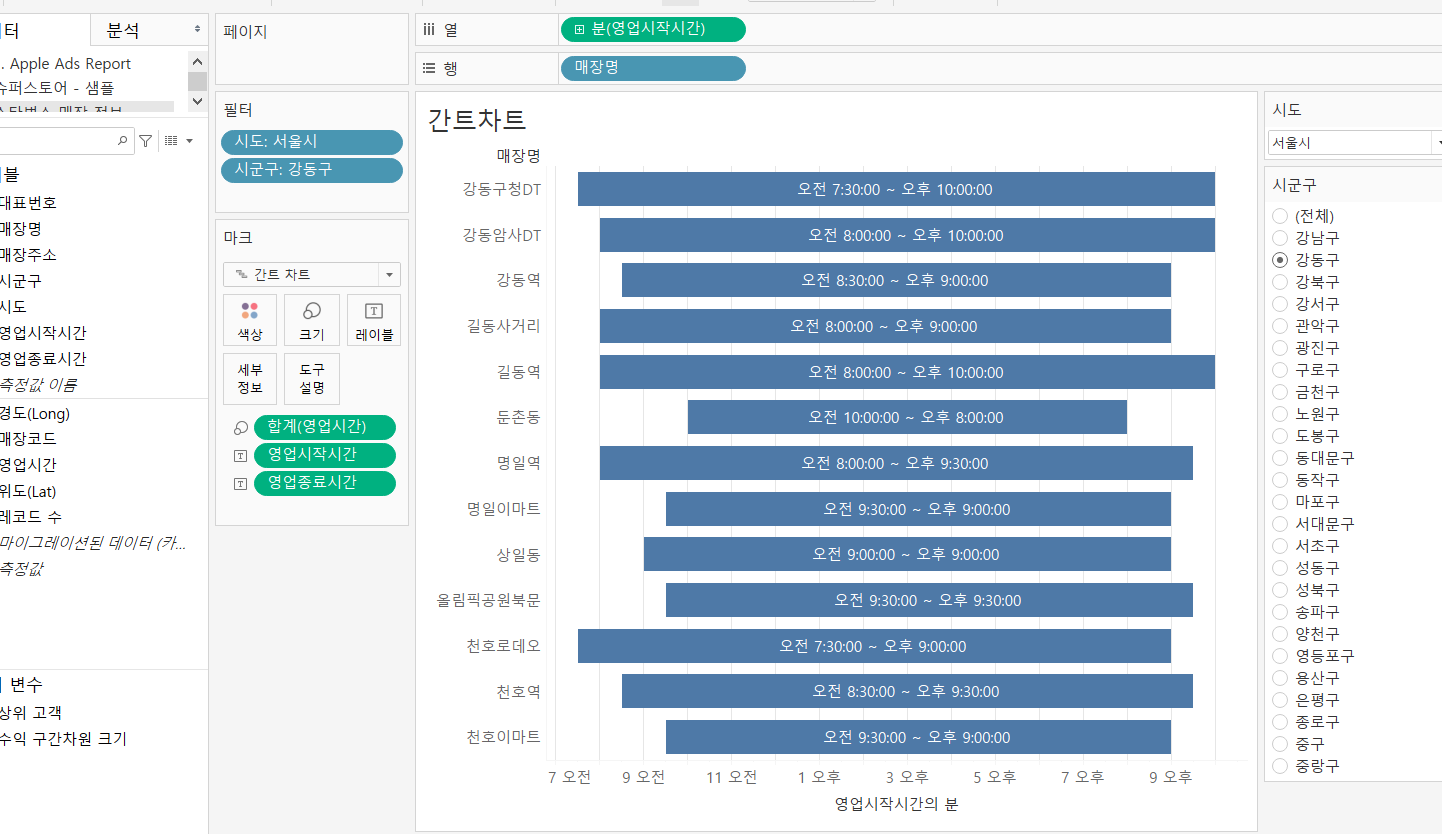 터
분석
. Apple Ads Report
슈퍼스토어 - 샘플
블
대표번호
매장명
매장주소
시군구
시도
영업시작시간
영업종료시간
측정값 이름
경도(Long)
매장코드
영업시간
위도(Lat)
레코드 수
마이그레이션된 데이터 (카...
측정값
변수
상위 고객
수익 구간차원 크기
페이지
필터
시도: 서울시
시군구: 강동구
마크
간트 차트
색상
크기
레이블
세부
정보
도구
설명
합계(영업시간)
영업시작시간
영업종료시간
열
분(영업시작시간)
행
매장명
간트차트
매장명
강동구청DT 오전 7:30:00 ~ 오후 10:00:00
강동암사DT 오전 8:00:00 ~ 오후 10:00:00
강동역 오전 8:30:00 ~ 오후 9:00:00
길동사거리 오전 8:00:00 ~ 오후 9:00:00
길동역 오전 8:00:00 ~ 오후 10:00:00
둔촌동 오전 10:00:00 ~ 오후 8:00:00
명일역 오전 8:00:00 ~ 오후 9:30:00
명일이마트 오전 9:30:00 ~ 오후 9:00:00
상일동 오전 9:00:00 ~ 오후 9:00:00
올림픽공원북문 오전 9:30:00 ~ 오후 9:30:00
천호로데오 오전 7:30:00 ~ 오후 9:00:00
천호역 오전 8:30:00 ~ 오후 9:30:00
천호이마트 오전 9:30:00 ~ 오후 9:00:00
7 오전 9 오전 11 오전 1 오후 3 오후 5 오후 7 오후 9 오후
영업시작시간의 분
시도
서울시
시군구
(전체)
강남구
강동구
강북구
강서구
관악구
광진구
구로구
금천구
노원구
도봉구
동대문구
동작구
마포구
서대문구
서초구
성동구
성북구
송파구
양천구
영등포구
용산구
은평구
종로구
중구
중랑구